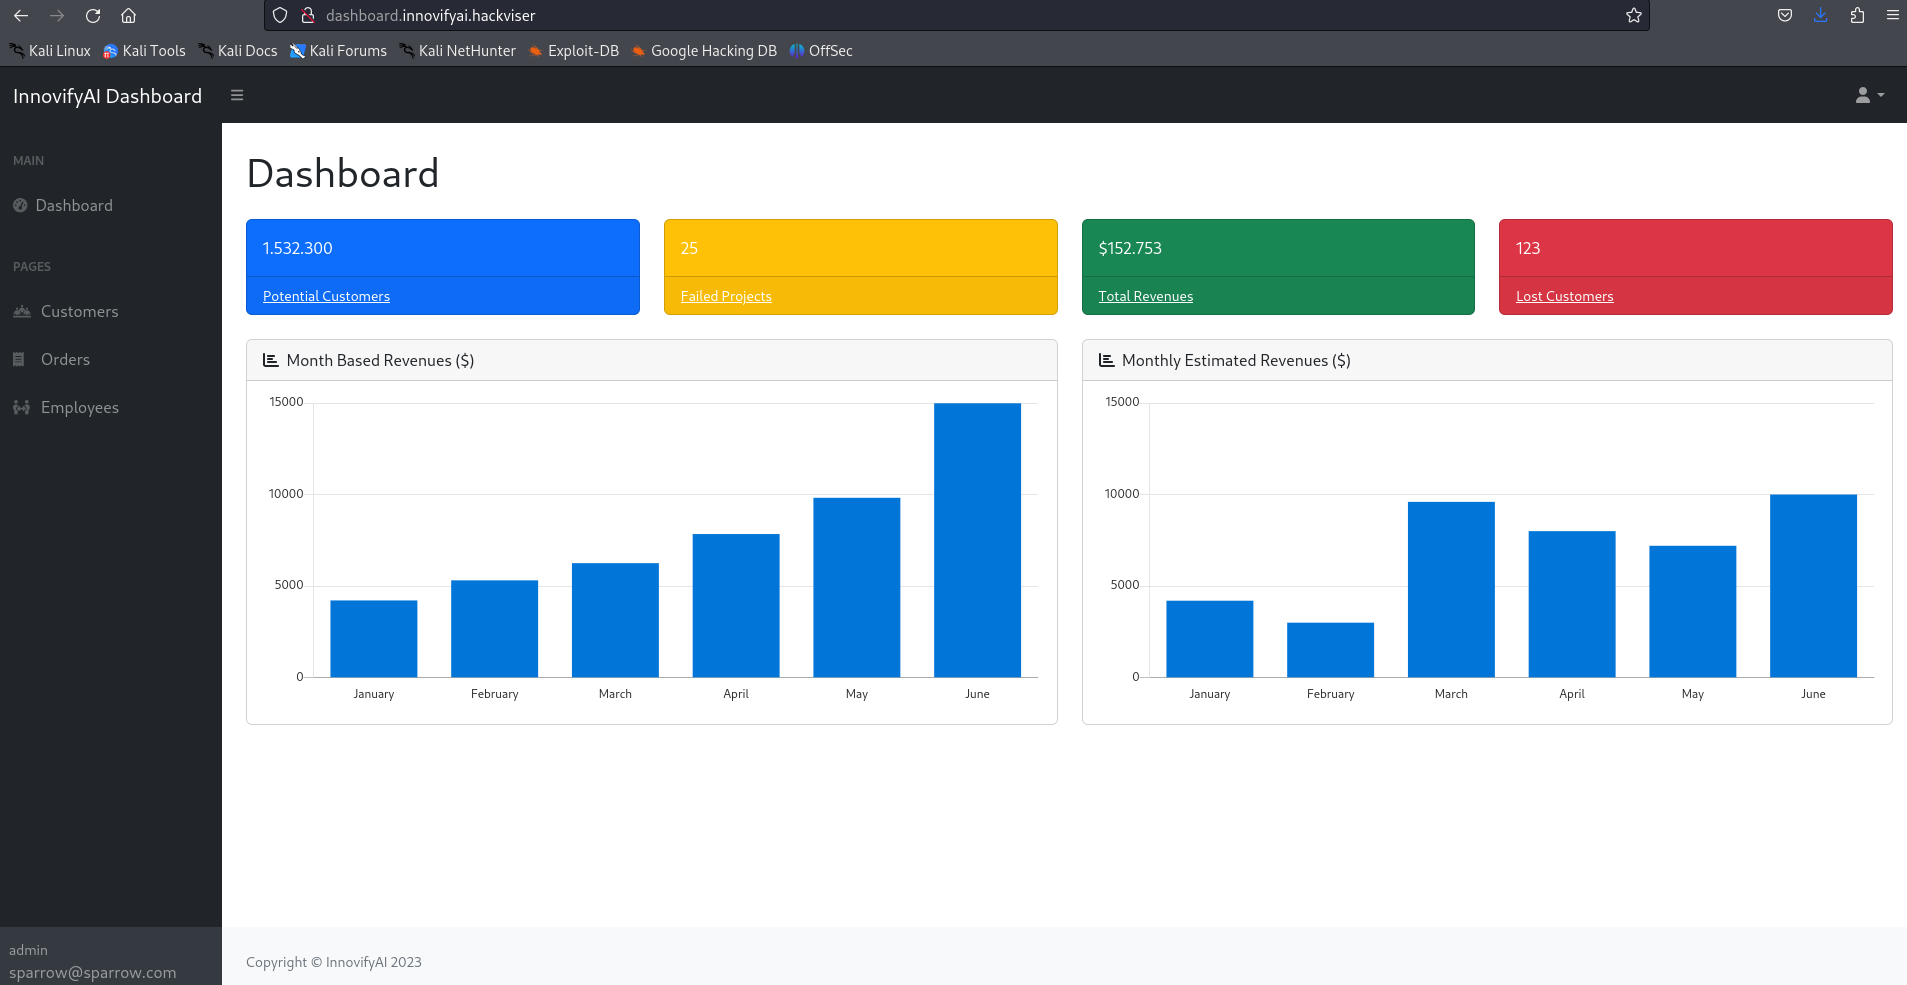 dashboard.innovifyai.hackviser
Kali Linux Kali Tools Kali Docs Kali Forums Kali NetHunter Exploit-DB Google Hacking DB OffSec
InnovifyAI Dashboard
MAIN
Dashboard
PAGES
Customers
Orders
Employees
admin
sparrow@sparrow.com
Dashboard
1.532.300
Potential Customers
25
Failed Projects
$152.753
Total Revenues
123
Lost Customers
Month Based Revenues ($)
15000
10000
5000
0
January February March April May June
Monthly Estimated Revenues ($)
15000
10000
5000
0
January February March April May June
Copyright © InnovifyAI 2023